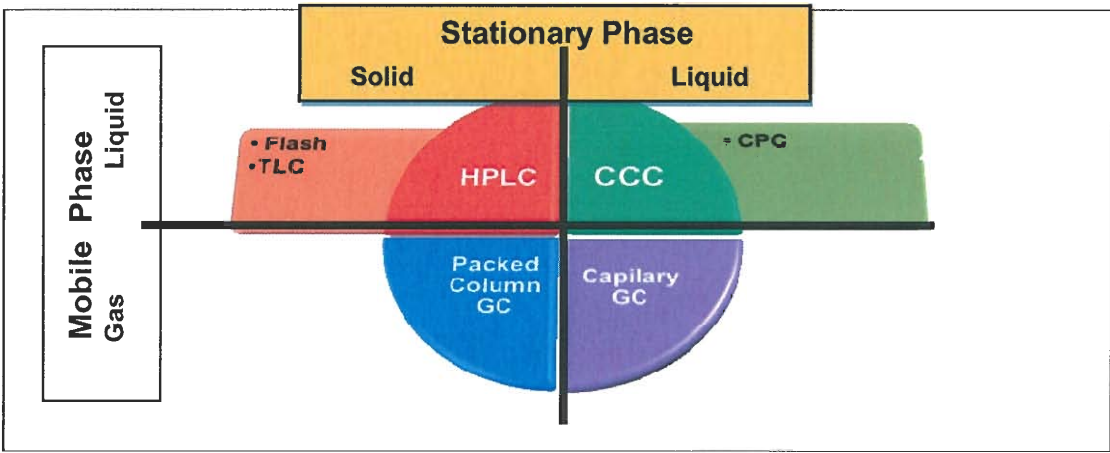 Stationary Phase
Solid Liquid
Mobile Phase
Liquid
Gas
• Flash
•TLC
HPLC
CCC
• CPC
Packed
Column
GC
Capilary
GC